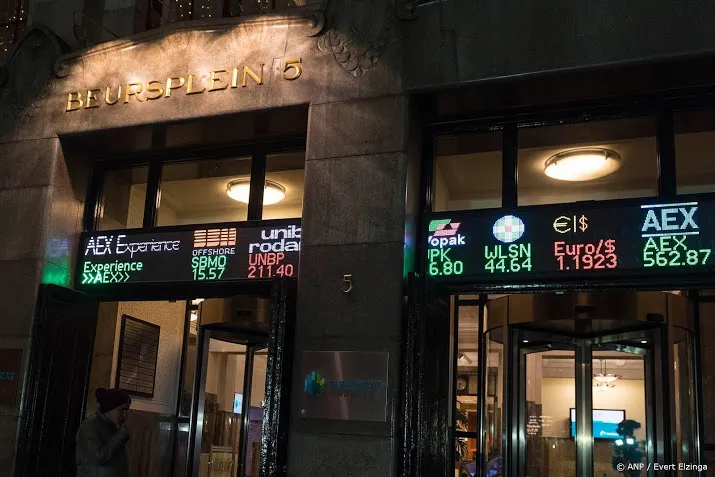 BEURSPLEIN 5
AEX Experience
Experience
»AEX»
OFFSHORE
SBMO
15.57
unib
rodam
UNBP
211.40
Vopak
VPK
6.80
WLSN
44.64
€|$
Euro/$
1.1923
AEX
AEX
562.87
5
EURONEXT
© ANP / Evert Elzinga